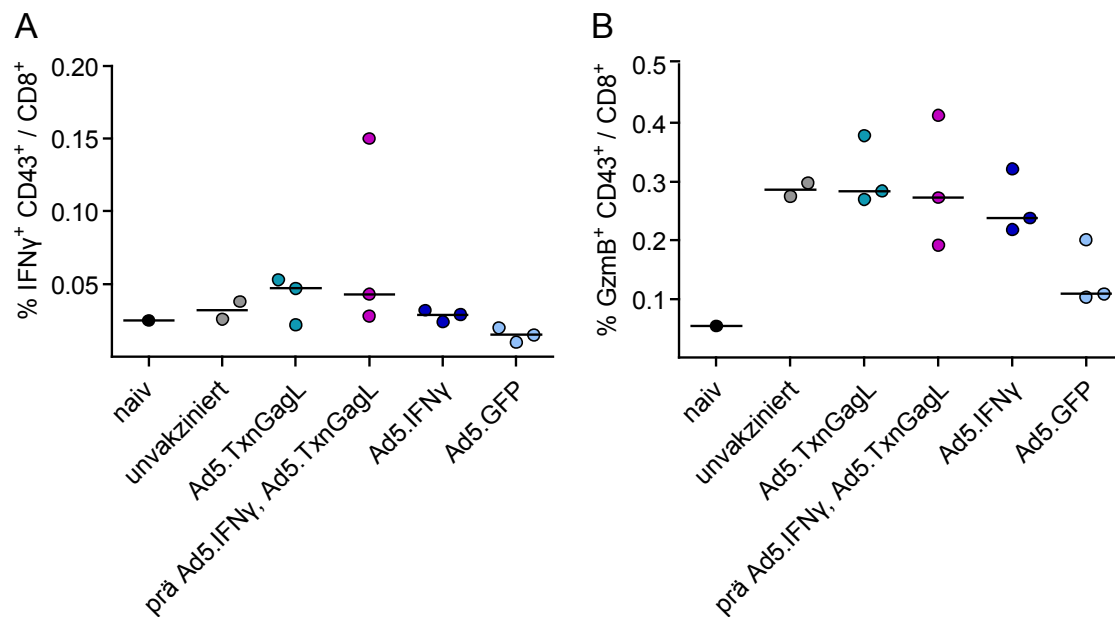 A
% IFNγ⁺ CD43⁺ / CD8⁺
0.20
0.15
0.10
0.05
naiv
unvakziniert
Ad5.TxnGagL
prä Ad5.IFNγ, Ad5.TxnGagL
Ad5.IFNγ
Ad5.GFP
B
% GzmB⁺ CD43⁺ / CD8⁺
0.5
0.4
0.3
0.2
0.1
naiv
unvakziniert
Ad5.TxnGagL
prä Ad5.IFNγ, Ad5.TxnGagL
Ad5.IFNγ
Ad5.GFP